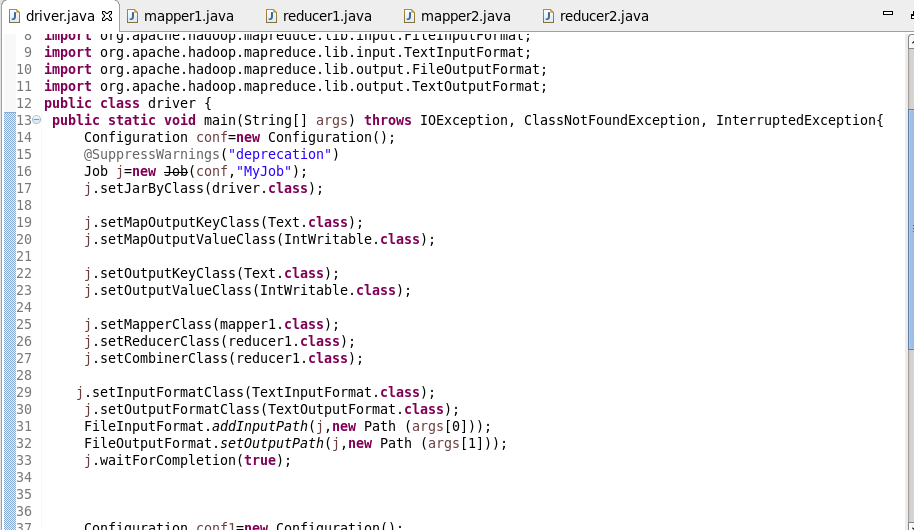 driver.java mapper1.java reducer1.java mapper2.java reducer2.java
8 import org.apache.hadoop.mapreduce.lib.input.FileInputFormat;
9 import org.apache.hadoop.mapreduce.lib.input.TextInputFormat;
10 import org.apache.hadoop.mapreduce.lib.output.FileOutputFormat;
11 import org.apache.hadoop.mapreduce.lib.output.TextOutputFormat;
12 public class driver {
13 public static void main(String[] args) throws IOException, ClassNotFoundException, InterruptedException{
14 Configuration conf=new Configuration();
15 @SuppressWarnings("deprecation")
16 Job j=new Job(conf,"MyJob");
17 j.setJarByClass(driver.class);
18
19 j.setMapOutputKeyClass(Text.class);
20 j.setMapOutputValueClass(IntWritable.class);
21
22 j.setOutputKeyClass(Text.class);
23 j.setOutputValueClass(IntWritable.class);
24
25 j.setMapperClass(mapper1.class);
26 j.setReducerClass(reducer1.class);
27 j.setCombinerClass(reducer1.class);
28
29 j.setInputFormatClass(TextInputFormat.class);
30 j.setOutputFormatClass(TextOutputFormat.class);
31 FileInputFormat.addInputPath(j,new Path (args[0]));
32 FileOutputFormat.setOutputPath(j,new Path (args[1]));
33 j.waitForCompletion(true);
34
35
36
37 Configuration conf1=new Configuration();